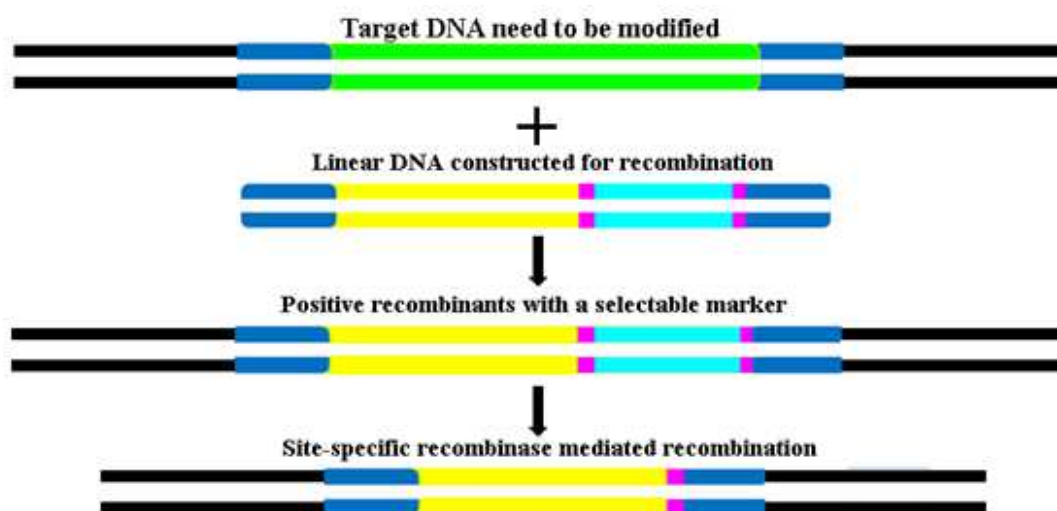 Target DNA need to be modified
+
Linear DNA constructed for recombination
Positive recombinants with a selectable marker
Site-specific recombinase mediated recombination